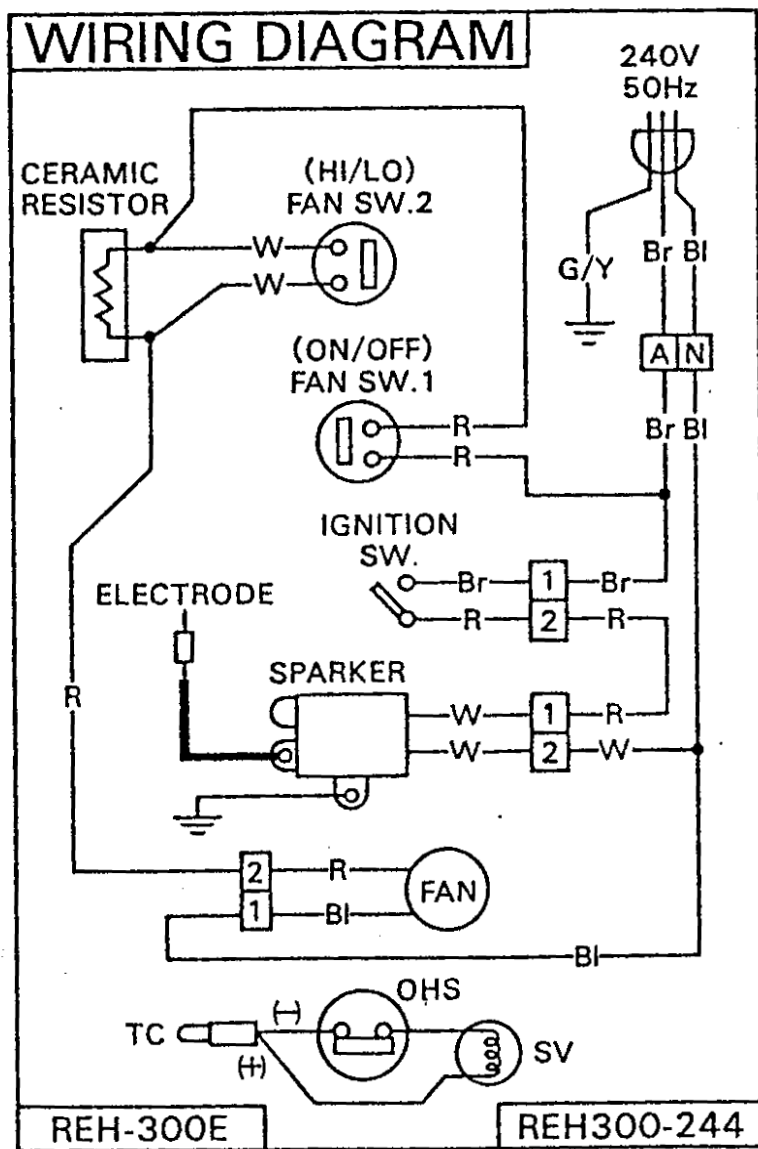 WIRING DIAGRAM
240V
50Hz
CERAMIC
RESISTOR
(HI/LO)
FAN SW.2
W
W
G/Y
Br
Bl
A
N
(ON/OFF)
FAN SW.1
R
R
Br
Bl
IGNITION
SW.
Br
1
Br
R
2
R
ELECTRODE
SPARKER
R
W
1
R
W
2
W
2
R
FAN
1
Bl
Bl
OHS
(−)
TC
(+)
SV
REH-300E
REH300-244